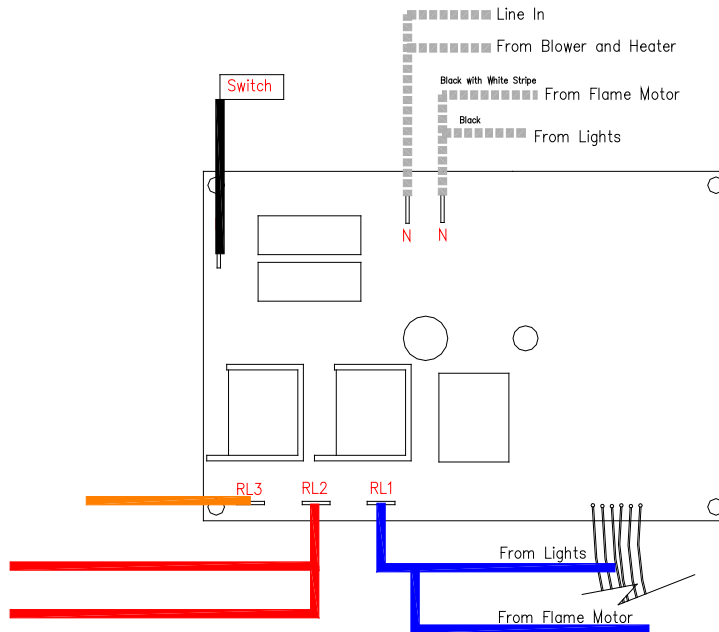 Line In
From Blower and Heater
Switch
Black with White Stripe
From Flame Motor
Black
From Lights
N
N
RL3
RL2
RL1
From Lights
From Flame Motor